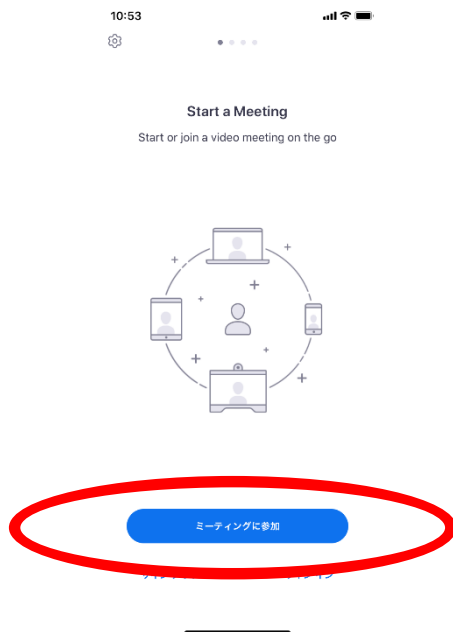 10:53
Start a Meeting
Start or join a video meeting on the go
ミーティングに参加